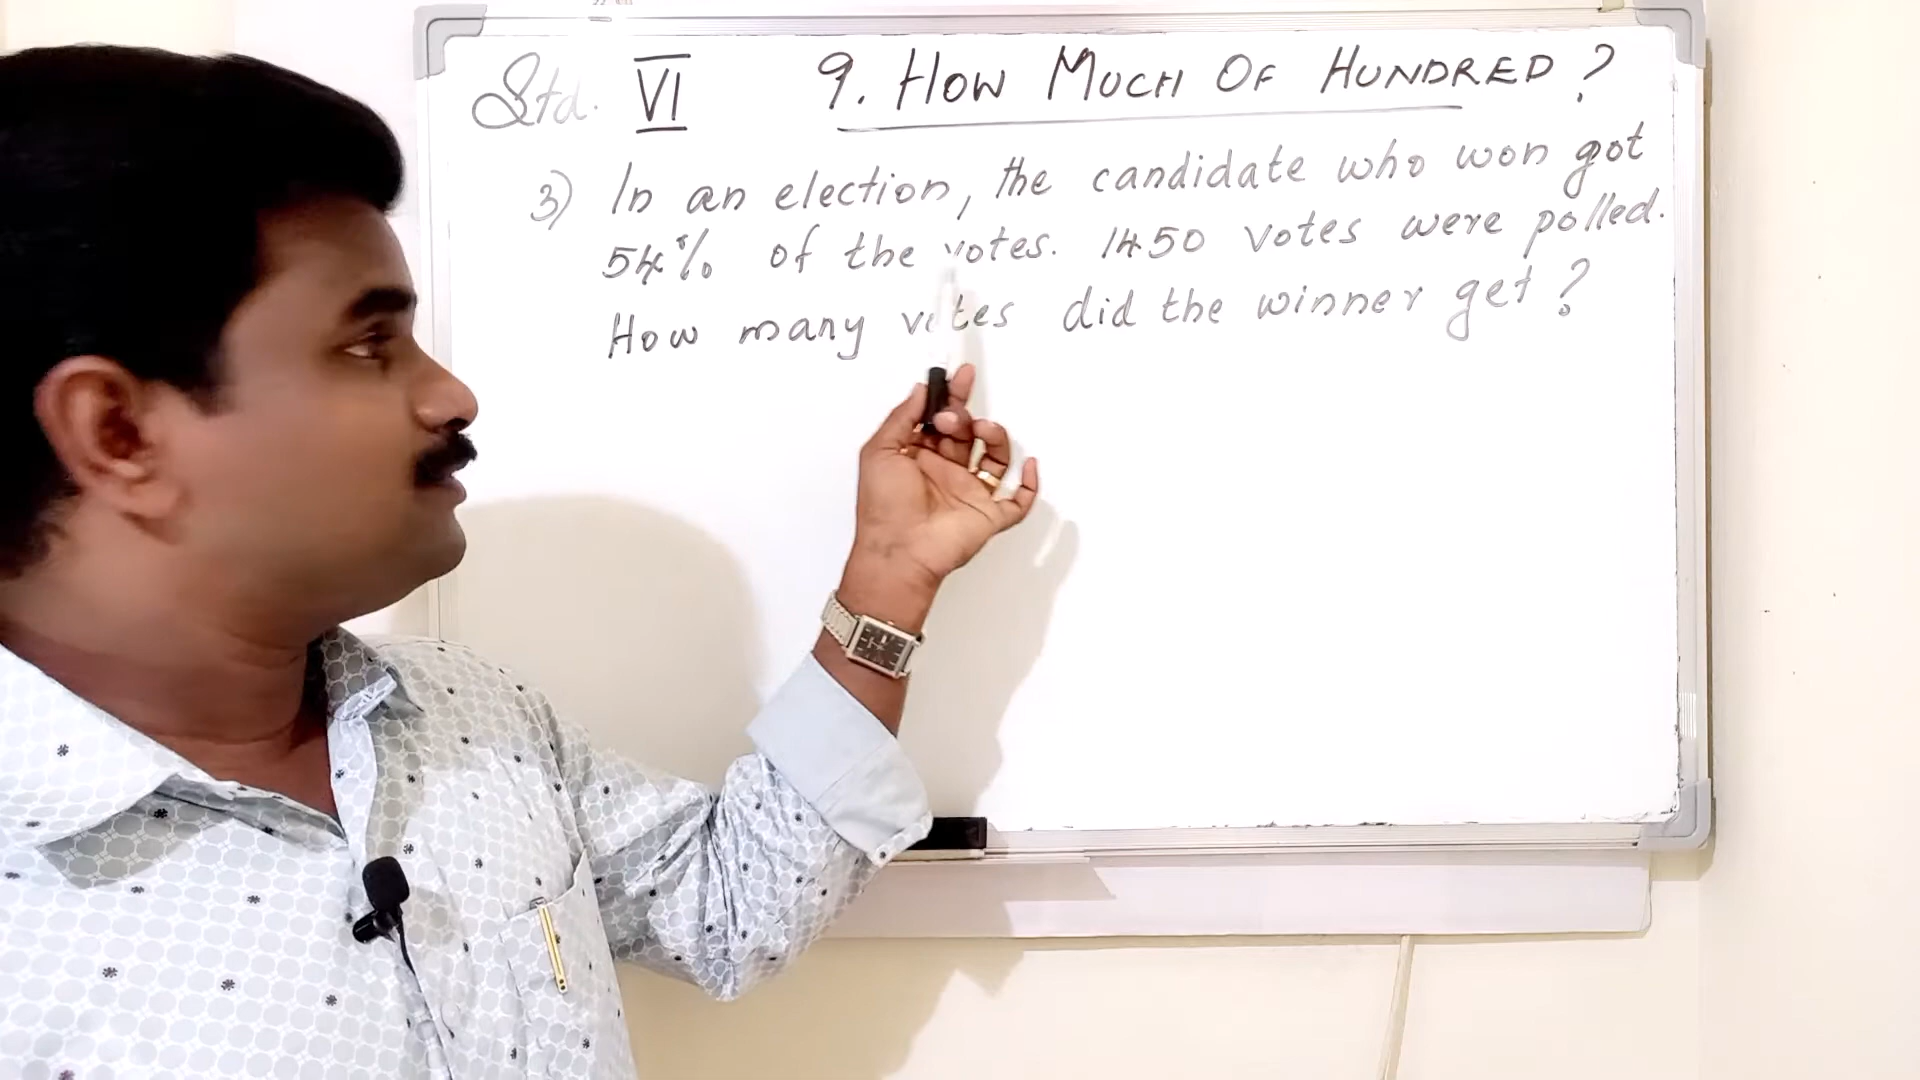 Std. VI 9. HOW MUCH OF HUNDRED?
3) In an election, the candidate who won got
54% of the votes. 1450 votes were polled.
How many votes did the winner get?